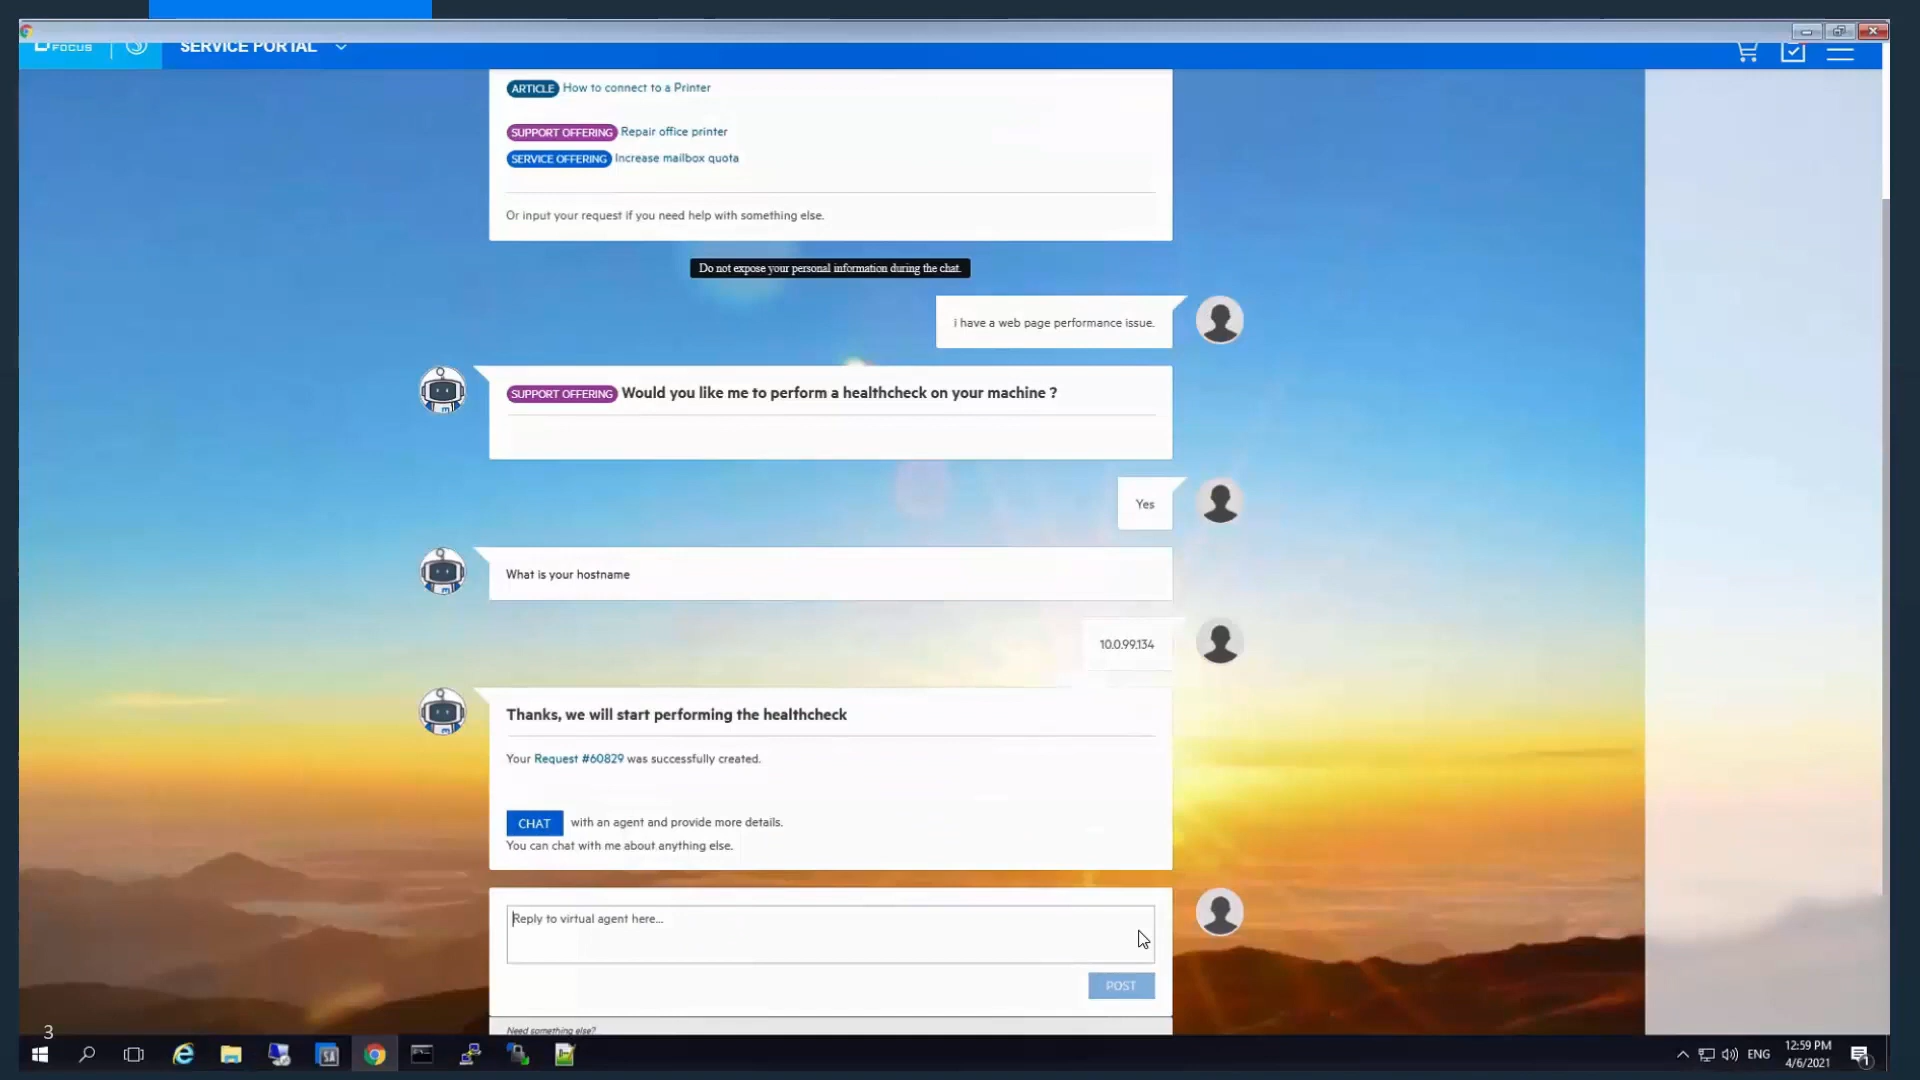 FOCUS
SERVICE PORTAL
ARTICLE How to connect to a Printer
SUPPORT OFFERING Repair office printer
SERVICE OFFERING Increase mailbox quota
Or input your request if you need help with something else.
Do not expose your personal information during the chat.
i have a web page performance issue.
SUPPORT OFFERING Would you like me to perform a healthcheck on your machine ?
Yes
What is your hostname
10.0.99.134
Thanks, we will start performing the healthcheck
Your Request #60829 was successfully created.
CHAT with an agent and provide more details.
You can chat with me about anything else.
Reply to virtual agent here...
POST
Need something else?
3
SA
ENG
12:59 PM
4/6/2021
1